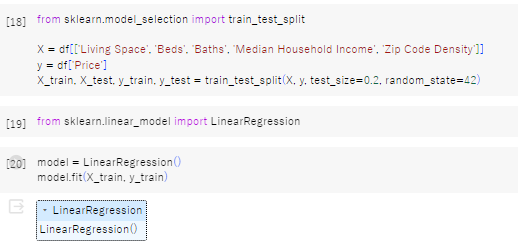 [18] from sklearn.model_selection import train_test_split
X = df[['Living Space', 'Beds', 'Baths', 'Median Household Income', 'Zip Code Density']]
y = df['Price']
X_train, X_test, y_train, y_test = train_test_split(X, y, test_size=0.2, random_state=42)
[19] from sklearn.linear_model import LinearRegression
[20] model = LinearRegression()
model.fit(X_train, y_train)
LinearRegression
LinearRegression()